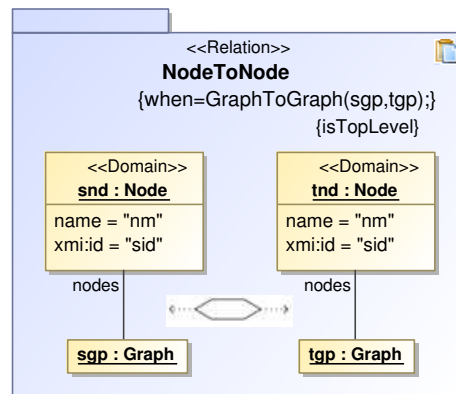 <<Relation>>
NodeToNode
{when=GraphToGraph(sgp,tgp);}
{isTopLevel}
<<Domain>>
snd : Node
name = "nm"
xmi:id = "sid"
nodes
sgp : Graph
<<Domain>>
tnd : Node
name = "nm"
xmi:id = "sid"
nodes
tgp : Graph